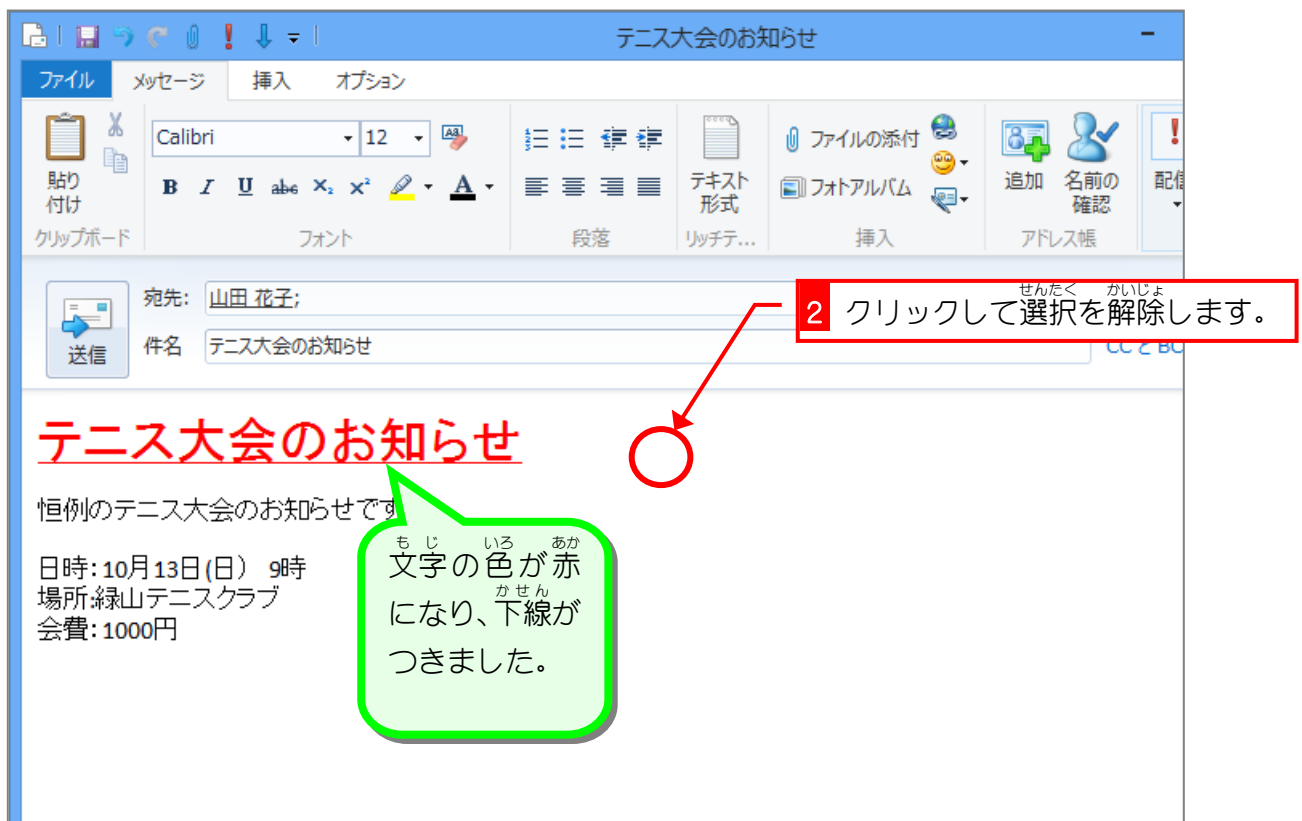 テニス大会のお知らせ
ファイル メッセージ 挿入 オプション
Calibri 12
ファイルの添付
貼り付け
B I U abc X₂ X² A
テキスト形式
フォトアルバム
追加 名前の確認
クリップボード フォント 段落 リッチテ... 挿入 アドレス帳
宛先: 山田 花子;
2 クリックして選択を解除します。
せんたく かいじょ
送信
件名 テニス大会のお知らせ
テニス大会のお知らせ
恒例のテニス大会のお知らせです
日時:10月13日(日) 9時
場所:緑山テニスクラブ
会費:1000円
もじ いろ あか
文字の色が赤
かせん
になり、下線が
つきました。